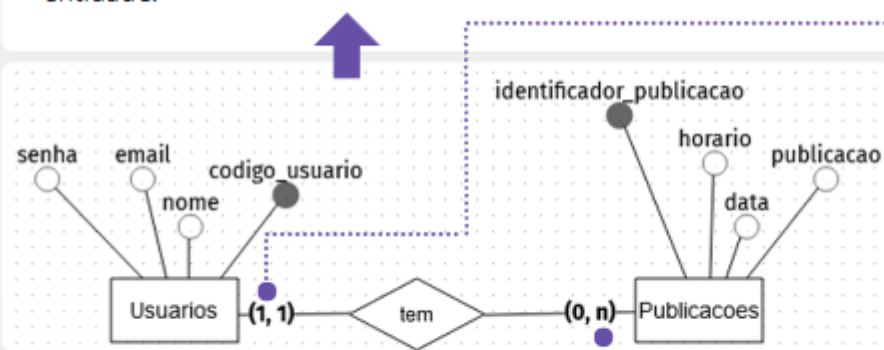 identificador_publicacao
horario
senha
email
publicacao
codigo_usuario
nome
data
Usuarios
(1, 1)
tem
(0, n)
Publicacoes